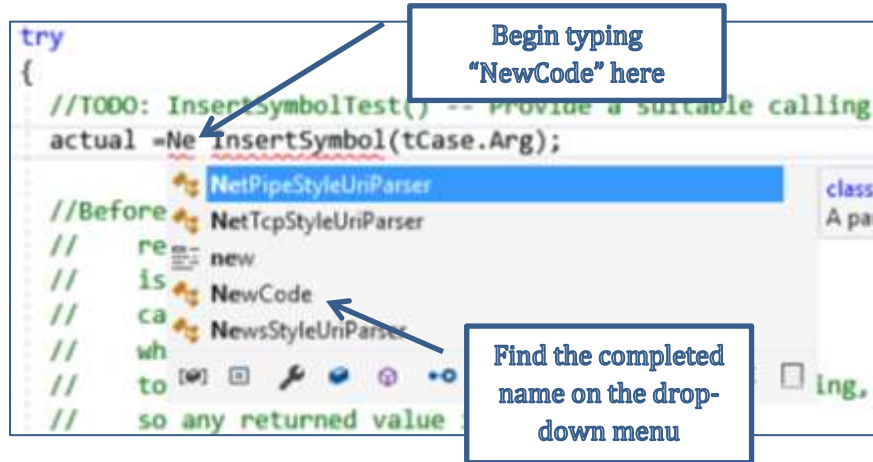 try
Begin typing
“NewCode” here
{
//TODO: InsertSymbolTest() -- Provide a suitable calling
actual =Ne InsertSymbol(tCase.Arg);
NetPipeStyleUriParser
class
//Before
NetTcpStyleUriParser
A pa
// re
new
// is
NewCode
// ca
NewsStyleUriParser
// wh
Find the completed
name on the drop-
down menu
// to
ing,
// so any returned value